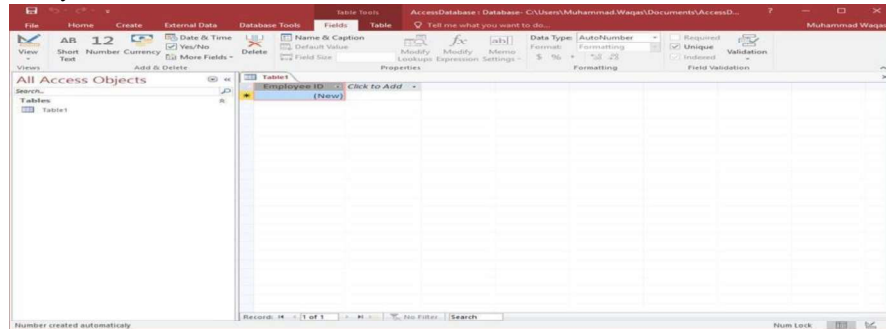 Table Tools AccessDatabase : Database- C:\Users\Muhammad.Waqas\Documents\AccessD... ?
File Home Create External Data Database Tools Fields Table Tell me what you want to do... Muhammad Waqas
View
AB Short Text
12 Number
Currency
Date & Time
Yes/No
More Fields
Delete
Name & Caption
Default Value
Field Size
Modify Lookups
fx Modify Expression
ab| Memo Settings
Data Type: AutoNumber
Format: Formatting
$ %
Required
Unique
Indexed
Validation
Views Add & Delete Properties Formatting Field Validation
All Access Objects
Search...
Tables
Table1
Table1
Employee ID Click to Add
(New)
Record: 1 of 1 No Filter Search
Number created automaticaly Num Lock